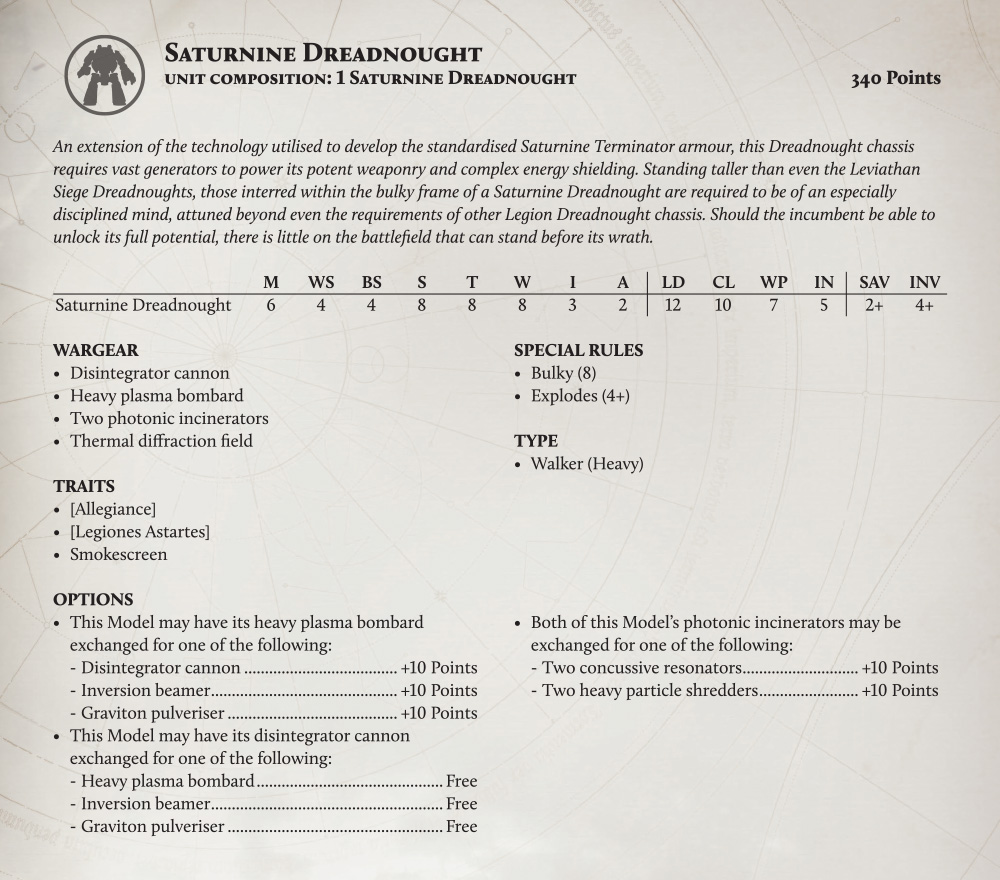 Saturnine Dreadnought
unit composition: 1 Saturnine Dreadnought
340 Points
An extension of the technology utilised to develop the standardised Saturnine Terminator armour, this Dreadnought chassis
requires vast generators to power its potent weaponry and complex energy shielding. Standing taller than even the Leviathan
Siege Dreadnoughts, those interred within the bulky frame of a Saturnine Dreadnought are required to be of an especially
disciplined mind, attuned beyond even the requirements of other Legion Dreadnought chassis. Should the incumbent be able to
unlock its full potential, there is little on the battlefield that can stand before its wrath.
M WS BS S T W I A LD CL WP IN SAV INV
Saturnine Dreadnought 6 4 4 8 8 8 3 2 12 10 7 5 2+ 4+
WARGEAR
• Disintegrator cannon
• Heavy plasma bombard
• Two photonic incinerators
• Thermal diffraction field
TRAITS
• [Allegiance]
• [Legiones Astartes]
• Smokescreen
SPECIAL RULES
• Bulky (8)
• Explodes (4+)
TYPE
• Walker (Heavy)
OPTIONS
• This Model may have its heavy plasma bombard
exchanged for one of the following:
- Disintegrator cannon ................................... +10 Points
- Inversion beamer.......................................... +10 Points
- Graviton pulveriser ...................................... +10 Points
• This Model may have its disintegrator cannon
exchanged for one of the following:
- Heavy plasma bombard.......................................... Free
- Inversion beamer.................................................... Free
- Graviton pulveriser ................................................ Free
• Both of this Model's photonic incinerators may be
exchanged for one of the following:
- Two concussive resonators.......................... +10 Points
- Two heavy particle shredders...................... +10 Points